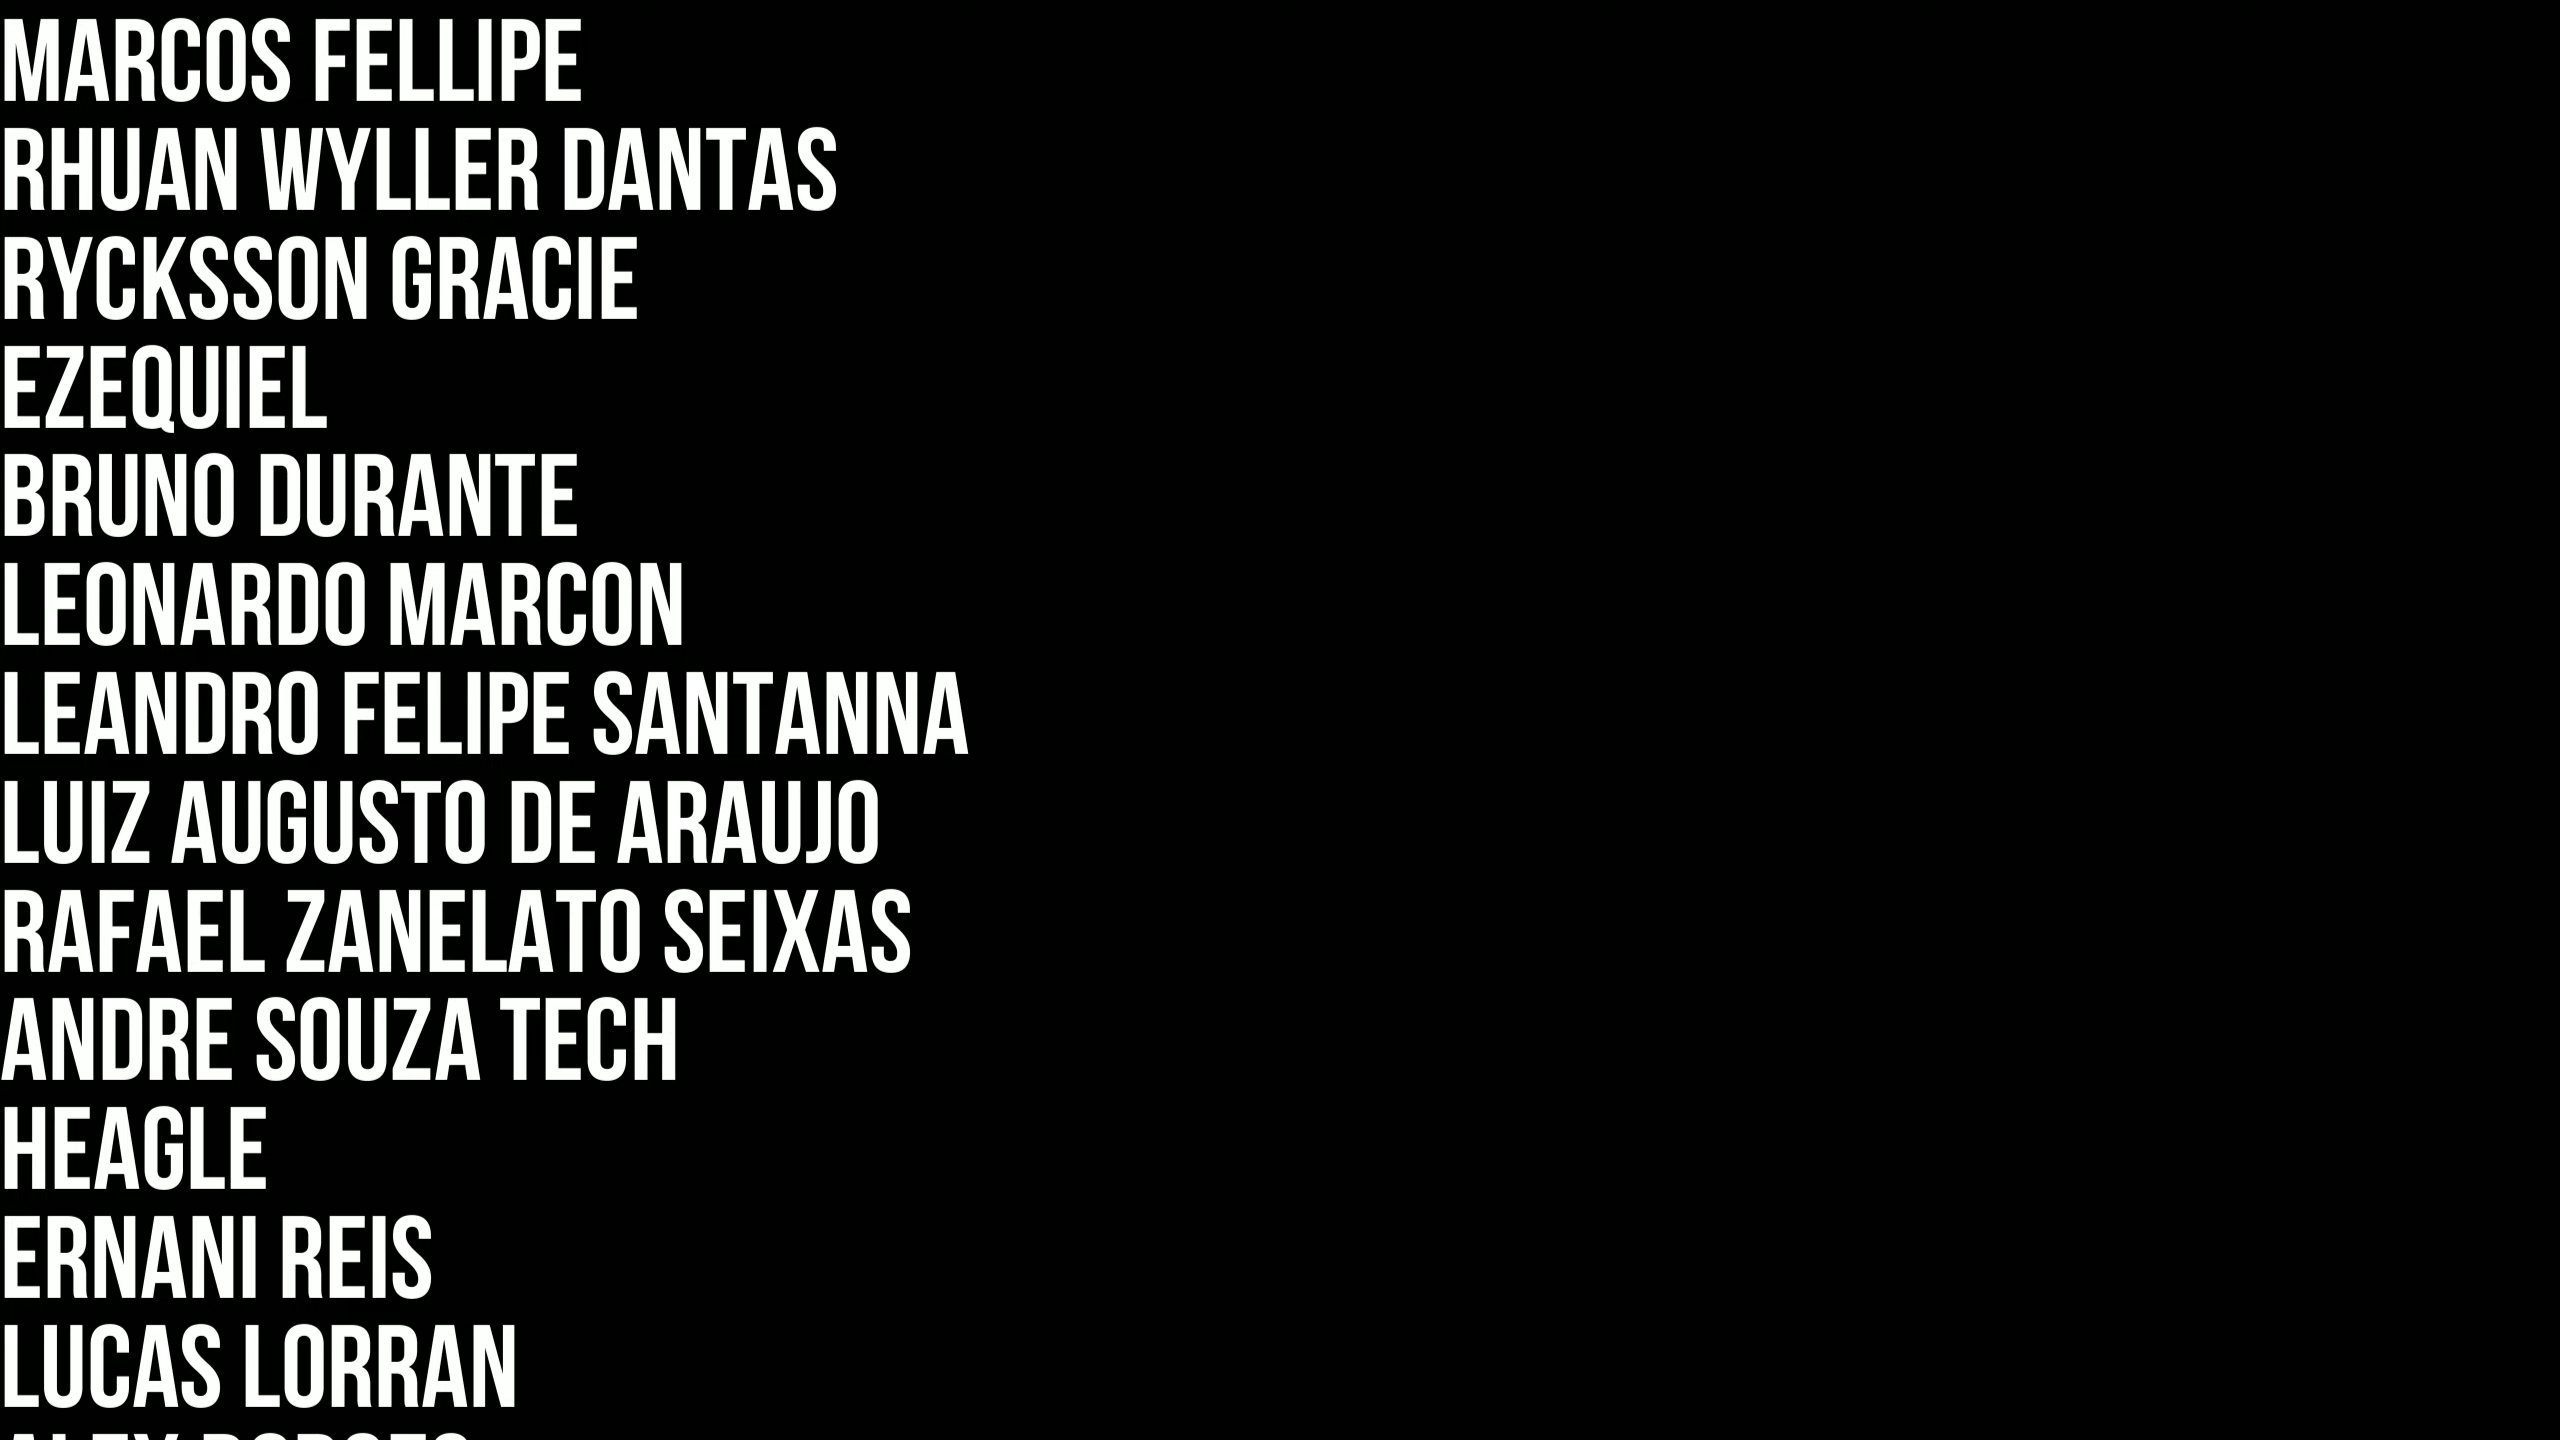 MARCOS FELLIPE
RHUAN WYLLER DANTAS
RYCKSSON GRACIE
EZEQUIEL
BRUNO DURANTE
LEONARDO MARCON
LEANDRO FELIPE SANTANNA
LUIZ AUGUSTO DE ARAUJO
RAFAEL ZANELATO SEIXAS
ANDRE SOUZA TECH
HEAGLE
ERNANI REIS
LUCAS LORRAN